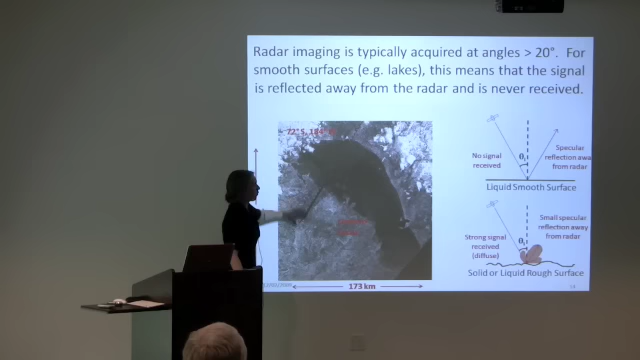 Radar imaging is typically acquired at angles > 20°. For
smooth surfaces (e.g. lakes), this means that the signal
is reflected away from the radar and is never received.
No signal
received
θi
Specular
reflection away
from radar
Liquid Smooth Surface
Strong signal
received
(diffuse)
θi
Small specular
reflection away
from radar
Solid or Liquid Rough Surface
173 km